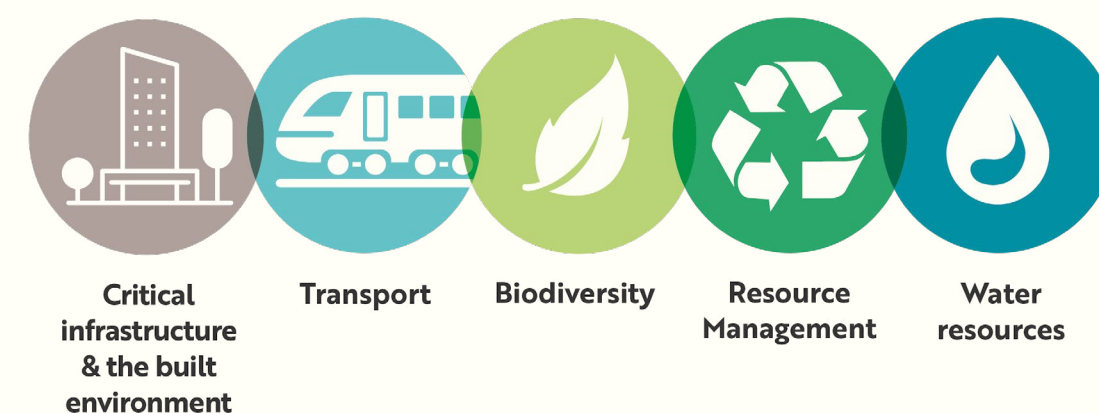 Critical
infrastructure
& the built
environment
Transport
Biodiversity
Resource
Management
Water
resources